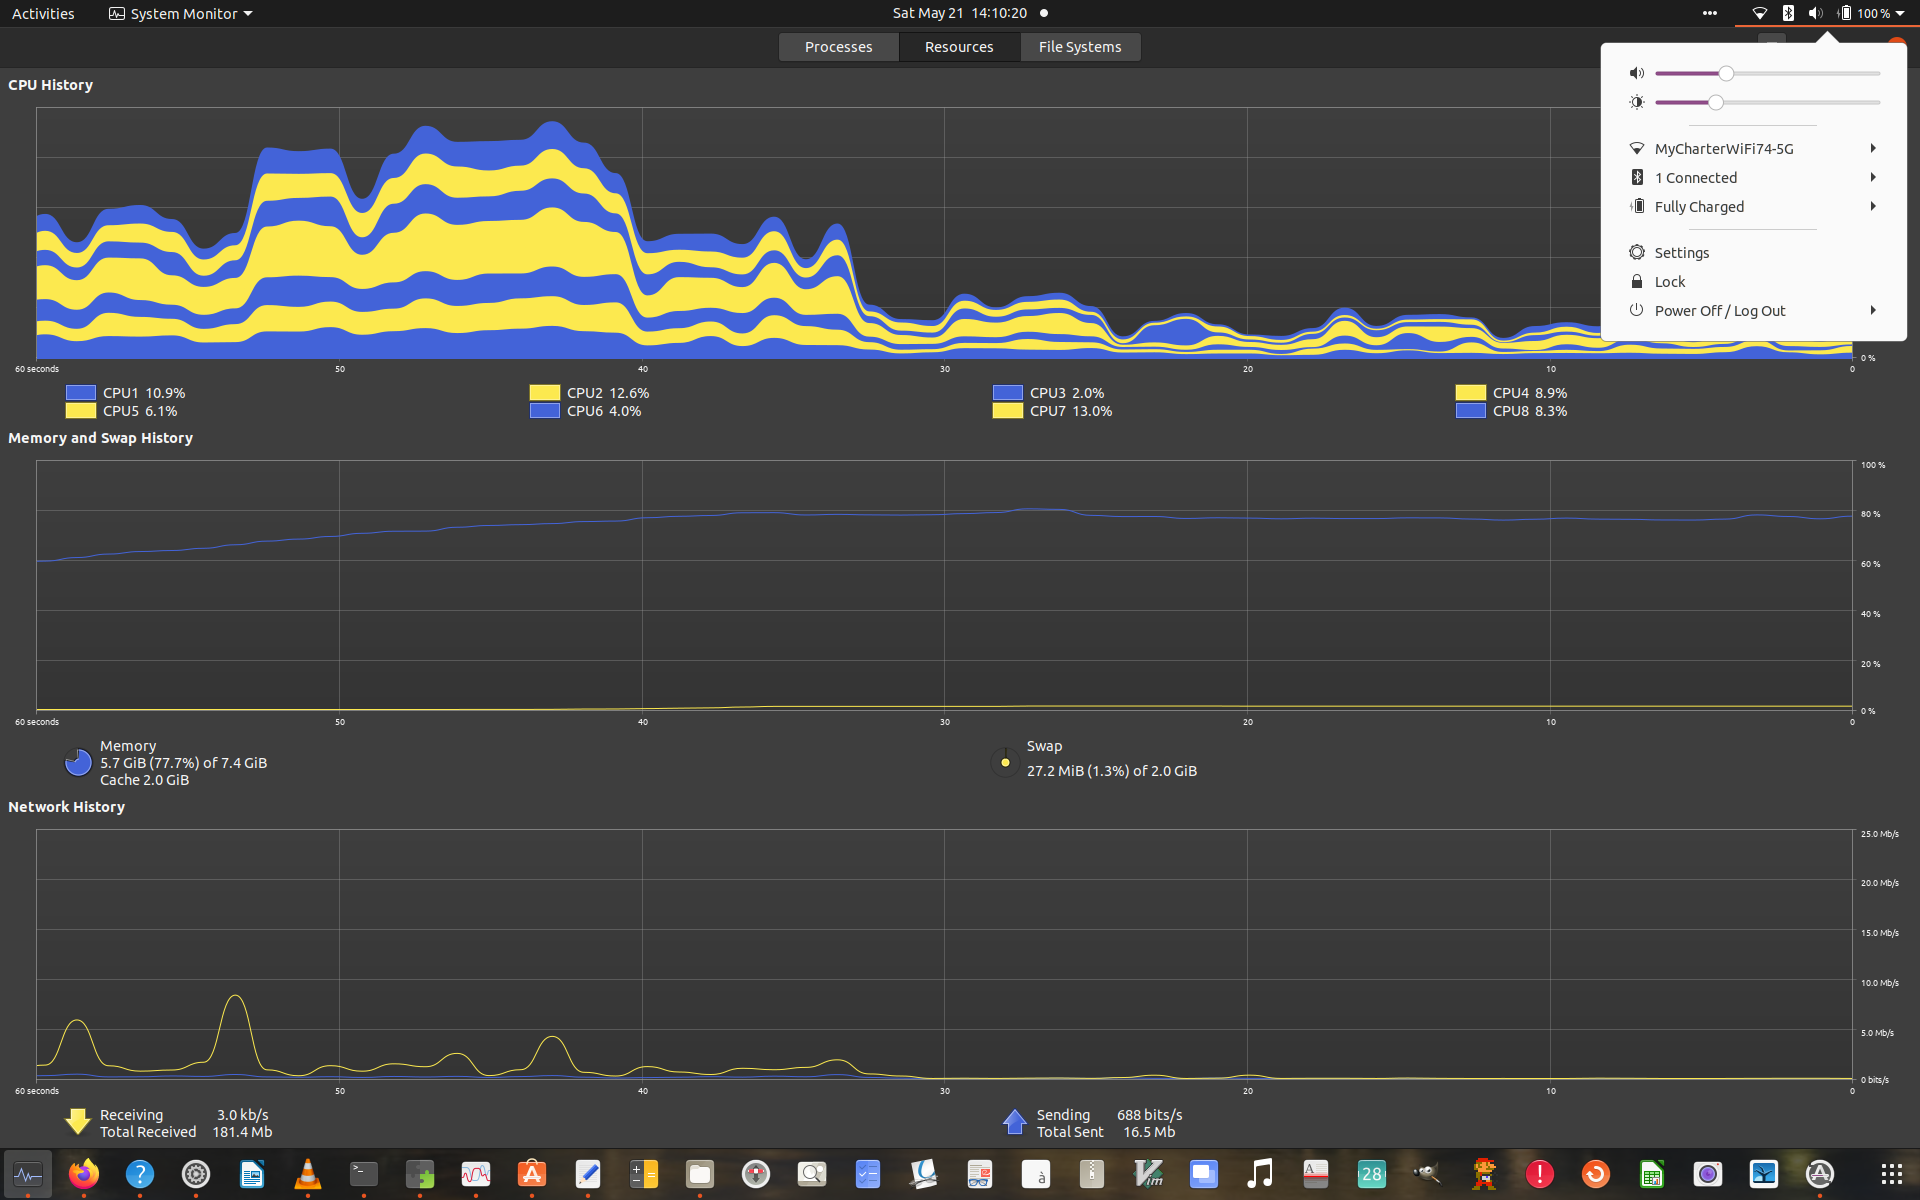 Activities
System Monitor
Sat May 21 14:10:20
100 %
Processes
Resources
File Systems
MyCharterWiFi74-5G
1 Connected
Fully Charged
Settings
Lock
Power Off / Log Out
CPU History
60 seconds 50 40 30 20 10 0
0 %
CPU1 10.9% CPU2 12.6% CPU3 2.0% CPU4 8.9%
CPU5 6.1% CPU6 4.0% CPU7 13.0% CPU8 8.3%
Memory and Swap History
100 %
80 %
60 %
40 %
20 %
0 %
60 seconds 50 40 30 20 10 0
Memory
5.7 GiB (77.7%) of 7.4 GiB
Cache 2.0 GiB
Swap
27.2 MiB (1.3%) of 2.0 GiB
Network History
25.0 Mb/s
20.0 Mb/s
15.0 Mb/s
10.0 Mb/s
5.0 Mb/s
0 bits/s
60 seconds 50 40 30 20 10 0
Receiving 3.0 kb/s
Total Received 181.4 Mb
Sending 688 bits/s
Total Sent 16.5 Mb
?
>_
A
à
Vim
A
28
!
A